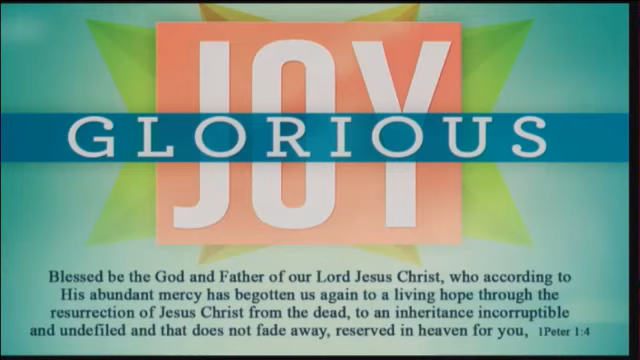 JOY
GLORIOUS
Blessed be the God and Father of our Lord Jesus Christ, who according to
His abundant mercy has begotten us again to a living hope through the
resurrection of Jesus Christ from the dead, to an inheritance incorruptible
and undefiled and that does not fade away, reserved in heaven for you, 1Peter 1:4